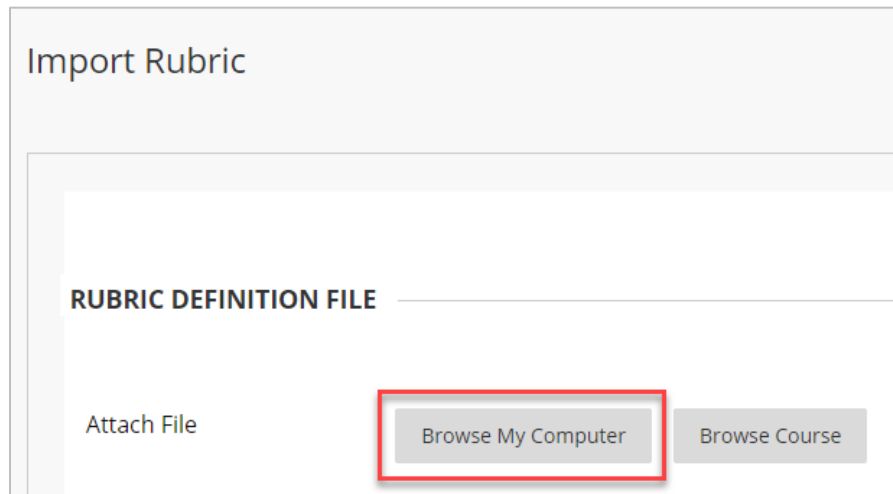 Import Rubric
RUBRIC DEFINITION FILE
Attach File
Browse My Computer
Browse Course